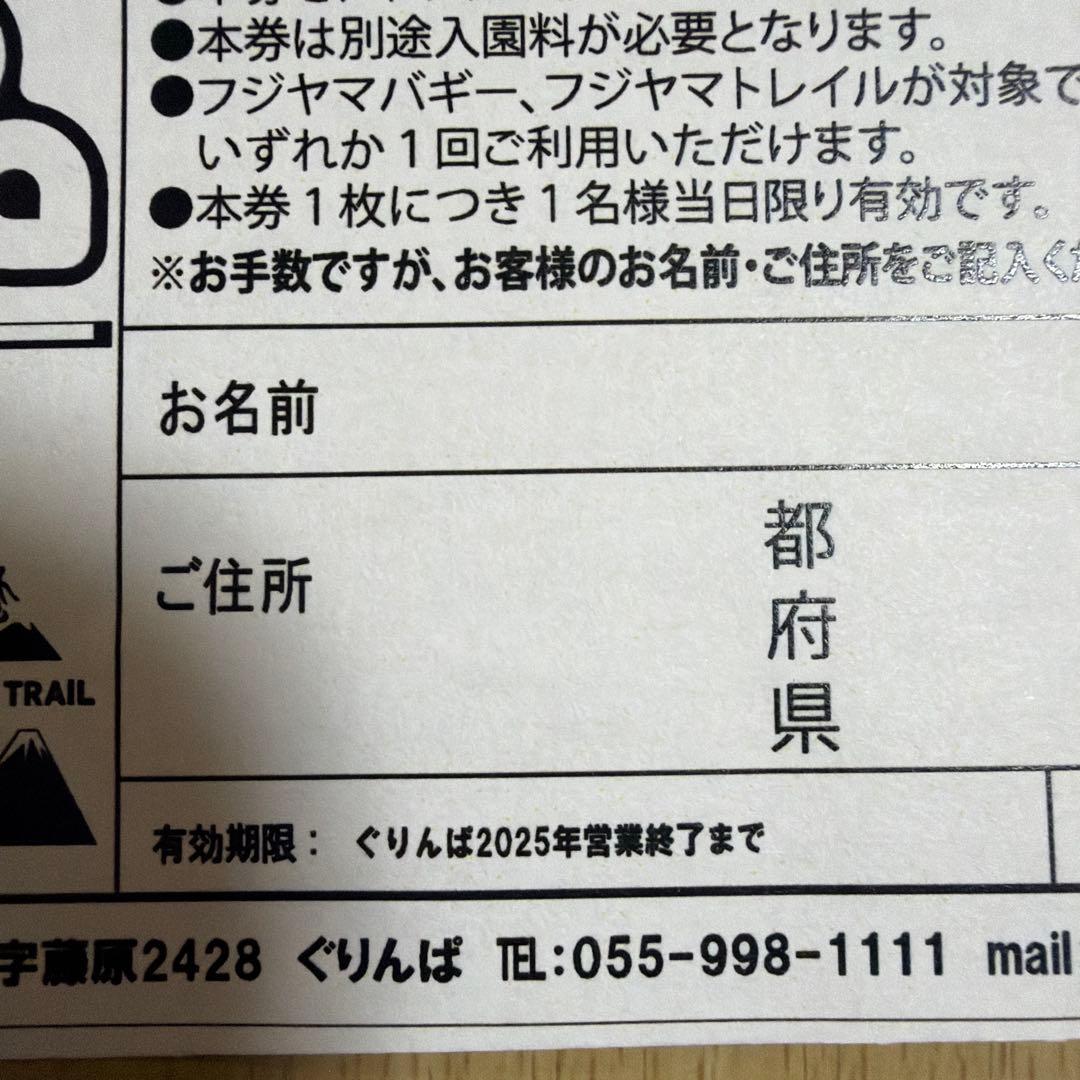 ●本券は別途入園料が必要となります。
●フジヤマバギー、フジヤマトレイルが対象で
いずれか1回ご利用いただけます。
●本券1枚につき1名様当日限り有効です。
※お手数ですが、お客様のお名前・ご住所をご記入くだ
お名前
ご住所
都
府
県
TRAIL
有効期限： ぐりんぱ2025年営業終了まで
字藤原2428 ぐりんぱ ℡:055-998-1111 mail